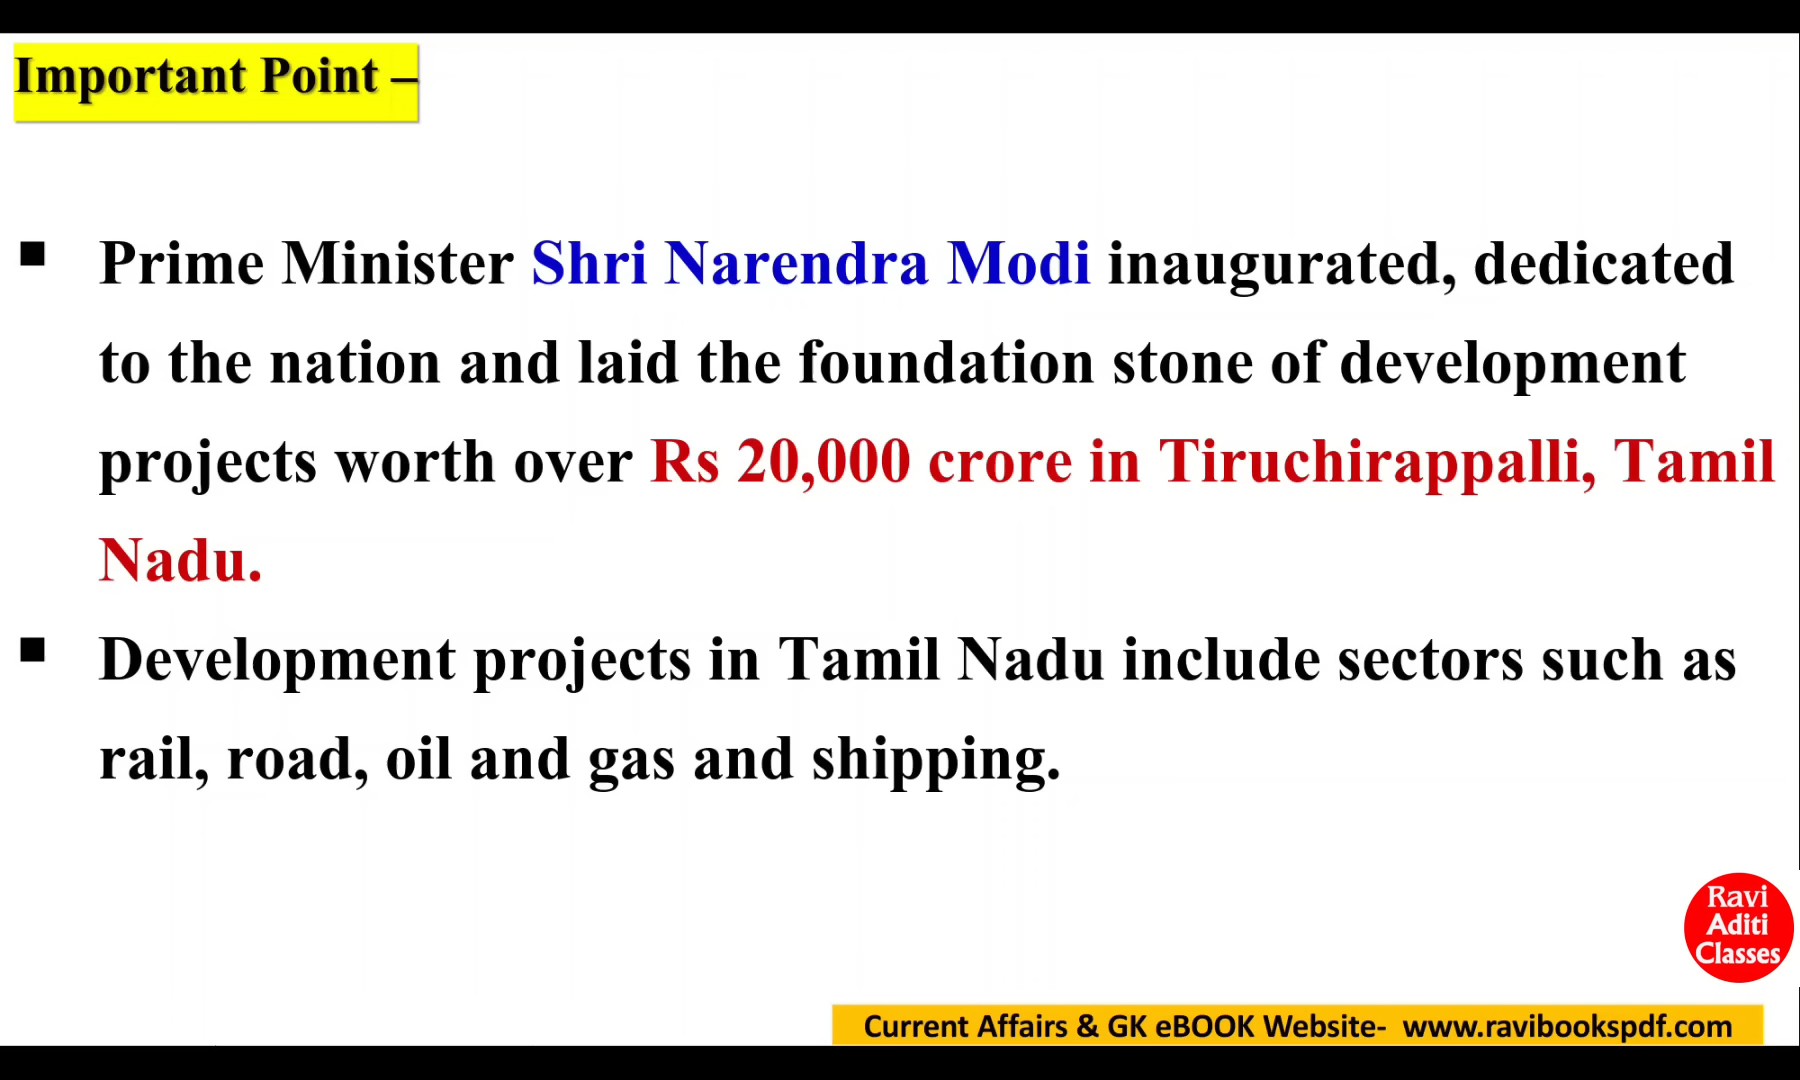 Important Point –
▪ Prime Minister Shri Narendra Modi inaugurated, dedicated
to the nation and laid the foundation stone of development
projects worth over Rs 20,000 crore in Tiruchirappalli, Tamil
Nadu.
▪ Development projects in Tamil Nadu include sectors such as
rail, road, oil and gas and shipping.
Ravi
Aditi
Classes
Current Affairs & GK eBOOK Website- www.ravibookspdf.com